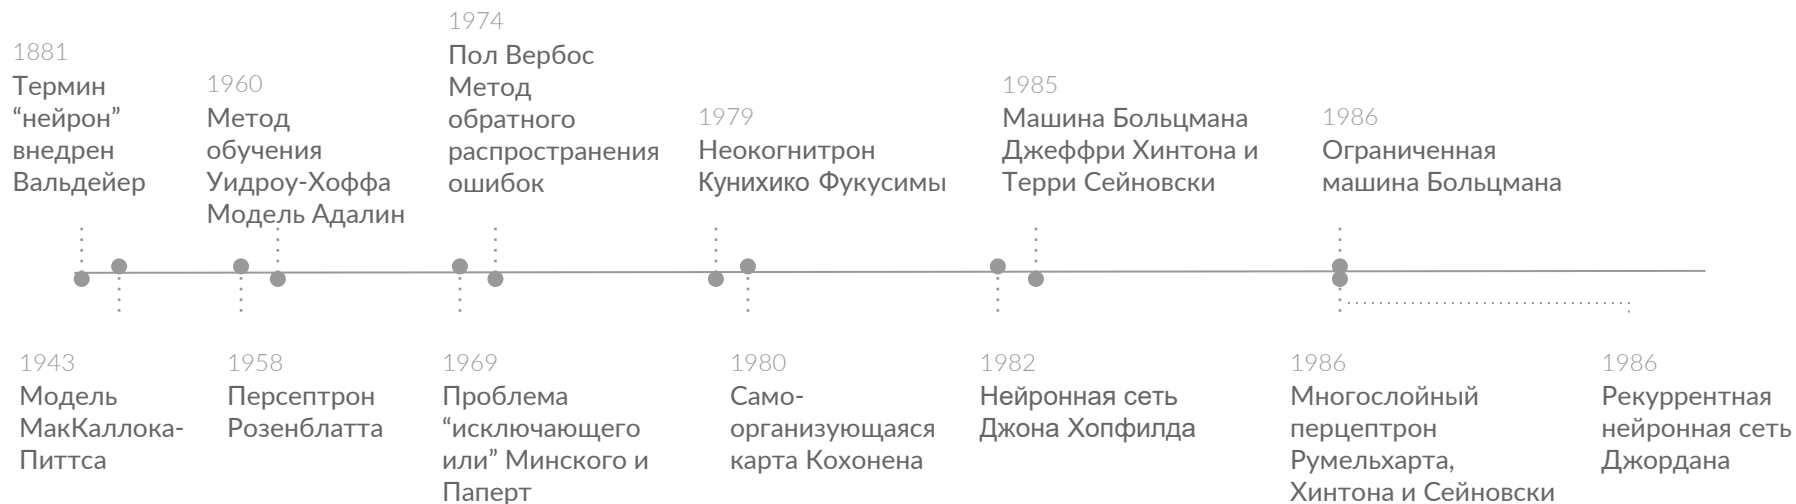 1881
Термин
“нейрон”
внедрен
Вальдейер
1960
Метод
обучения
Уидроу-Хоффа
Модель Адалин
1974
Пол Вербос
Метод
обратного
распространения
ошибок
1979
Неокогнитрон
Кунихико Фукусимы
1985
Машина Больцмана
Джеффри Хинтона и
Терри Сейновски
1986
Ограниченная
машина Больцмана
1943
Модель
МакКаллока-
Питтса
1958
Персептрон
Розенблатта
1969
Проблема
“исключающего
или” Минского и
Паперт
1980
Само-
организующаяся
карта Кохонена
1982
Нейронная сеть
Джона Хопфилда
1986
Многослойный
перцептрон
Румельхарта,
Хинтона и Сейновски
1986
Рекуррентная
нейронная сеть
Джордана